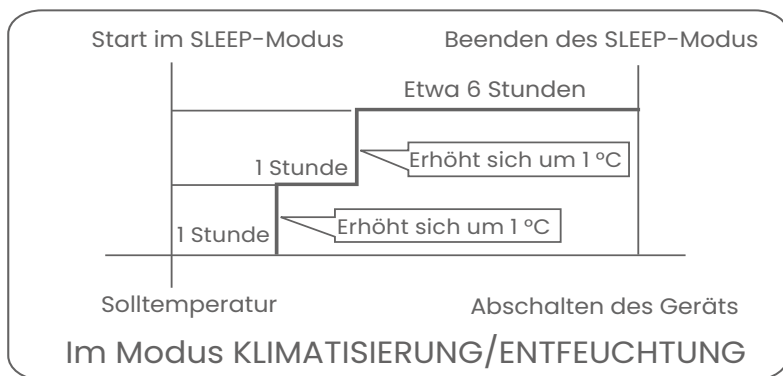 Start im SLEEP-Modus
Beenden des SLEEP-Modus
Etwa 6 Stunden
1 Stunde
Erhöht sich um 1 °C
1 Stunde
Erhöht sich um 1 °C
Solltemperatur
Abschalten des Geräts
Im Modus KLIMATISIERUNG/ENTFEUCHTUNG